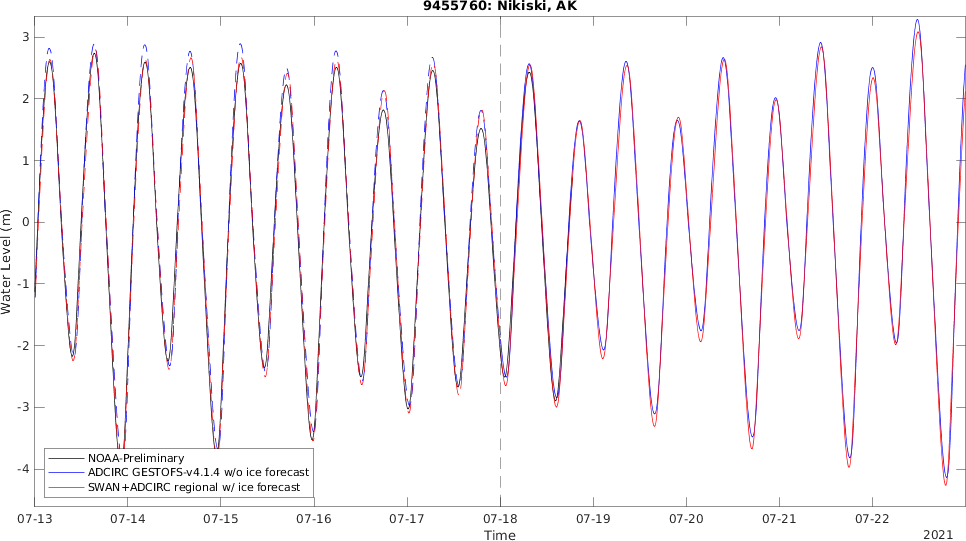 9455760: Nikiski, AK
3
2
1
0
-1
-2
-3
-4
Water Level (m)
NOAA-Preliminary
ADCIRC GESTOFS-v4.1.4 w/o ice forecast
SWAN+ADCIRC regional w/ ice forecast
07-13 07-14 07-15 07-16 07-17 07-18 07-19 07-20 07-21 07-22
Time
2021